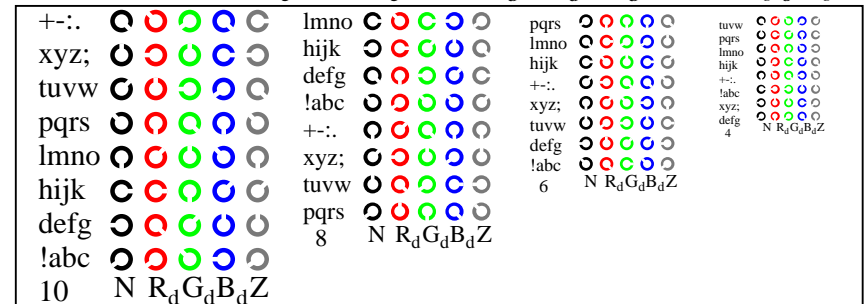 +-:.
xyz;
tuvw
pqrs
lmno
hijk
defg
!abc
10 N RdGdBdZ
lmno
hijk
defg
!abc
+-:.
xyz;
tuvw
pqrs
8 N RdGdBdZ
pqrs
lmno
hijk
+-:.
xyz;
tuvw
defg
!abc
6 N RdGdBdZ
tuvw
pqrs
lmno
hijk
+-:.
!abc
xyz;
defg
4 N RdGdBdZ